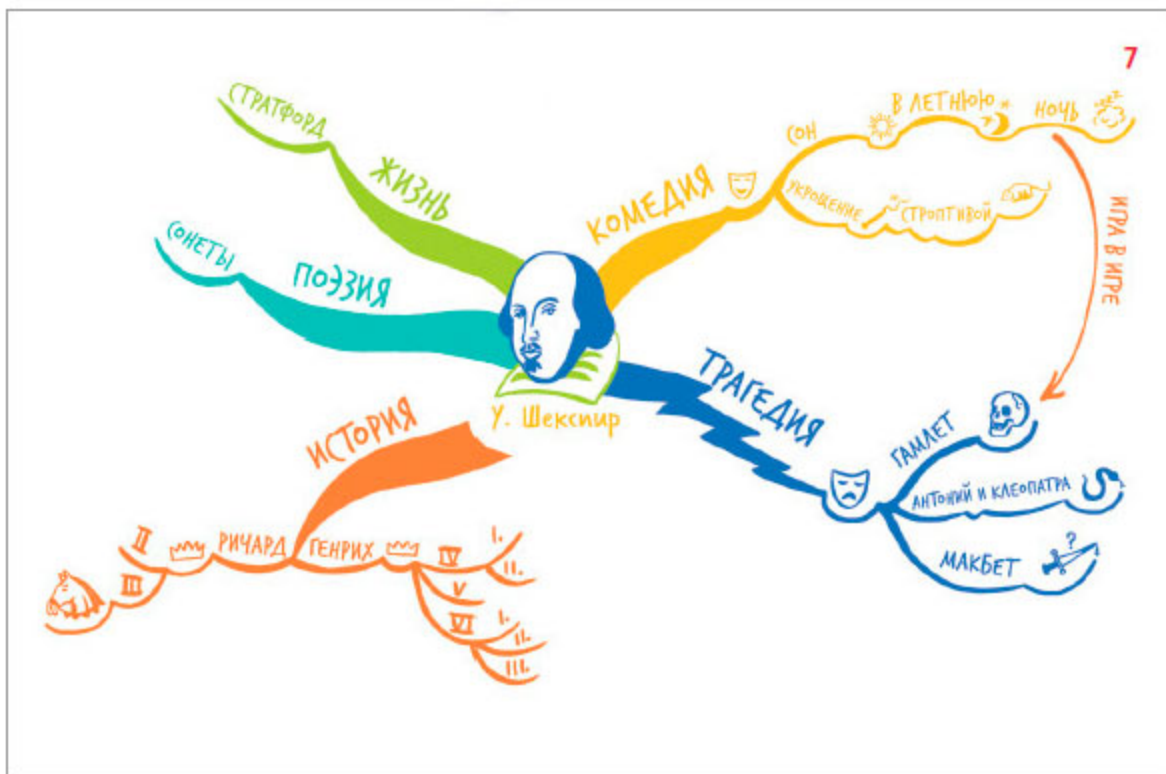 7
СТРАТФОРД
ЖИЗНЬ
СОНЕТЫ
ПОЭЗИЯ
КОМЕДИЯ
СОН
В ЛЕТНЮЮ
НОЧЬ
ZZZ
УКРОЩЕНИЕ
СТРОПТИВОЙ
ИГРА В ИГРЕ
У. Шекспир
ТРАГЕДИЯ
ГАМЛЕТ
АНТОНИЙ И КЛЕОПАТРА
МАКБЕТ
?
ИСТОРИЯ
РИЧАРД
II
III
ГЕНРИХ
IV
I.
II.
V
VI
I.
II.
III.